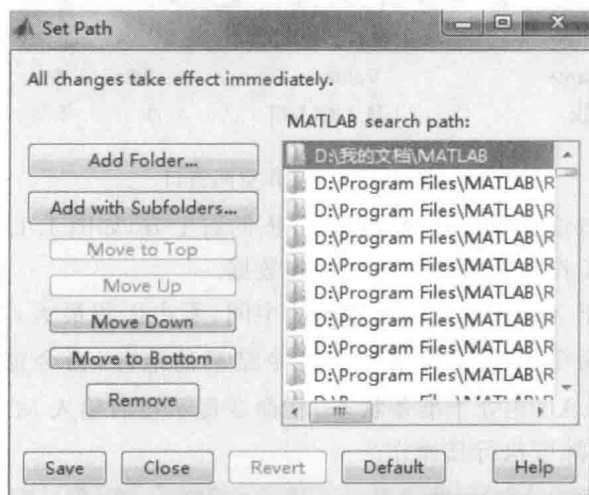 Set Path
All changes take effect immediately.
MATLAB search path:
Add Folder...
Add with Subfolders...
Move to Top
Move Up
Move Down
Move to Bottom
Remove
D:\我的文档\MATLAB
D:\Program Files\MATLAB\R
D:\Program Files\MATLAB\R
D:\Program Files\MATLAB\R
D:\Program Files\MATLAB\R
D:\Program Files\MATLAB\R
D:\Program Files\MATLAB\R
D:\Program Files\MATLAB\R
D:\Program Files\MATLAB\R
Save
Close
Revert
Default
Help